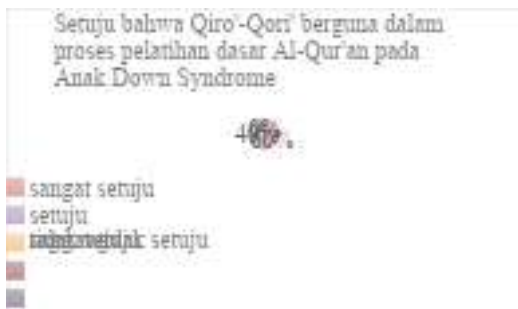 Setuju bahwa Qiro'-Qori' berguna dalam
proses pelatihan dasar Al-Qur'an pada
Anak Down Syndrome
sangat setuju
setuju
setuju